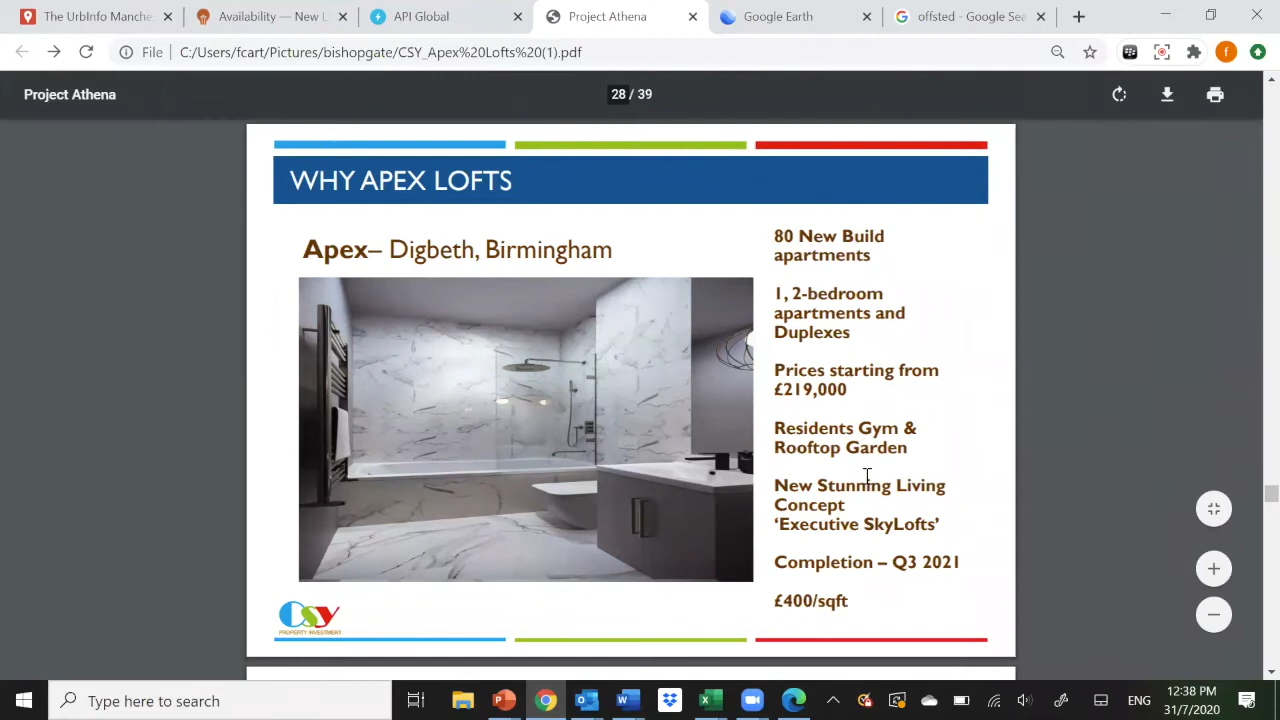 The UrbInfo Manche
Availability — New L
API Global
Project Athena
Google Earth
offsted - Google Sea
File
C:/Users/fcart/Pictures/bishopgate/CSY_Apex%20Lofts%20(1).pdf
f
Project Athena
28 / 39
WHY APEX LOFTS
Apex– Digbeth, Birmingham
80 New Build
apartments
1, 2-bedroom
apartments and
Duplexes
Prices starting from
£219,000
Residents Gym &
Rooftop Garden
New Stunning Living
Concept
‘Executive SkyLofts’
Completion – Q3 2021
£400/sqft
CSY
PROPERTY INVESTMENT
Type here to search
ENG
12:38 PM
31/7/2020